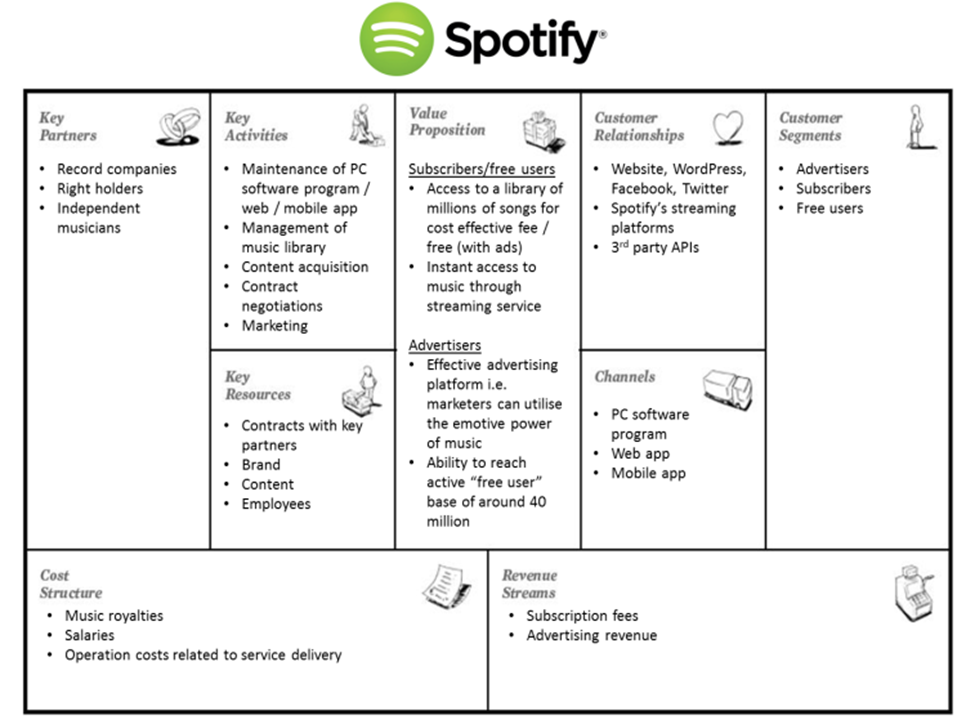 Spotify®
Key
Partners
• Record companies
• Right holders
• Independent
musicians
Key
Activities
• Maintenance of PC
software program /
web / mobile app
• Management of
music library
• Content acquisition
• Contract
negotiations
• Marketing
Key
Resources
• Contracts with key
partners
• Brand
• Content
• Employees
Value
Proposition
Subscribers/free users
• Access to a library of
millions of songs for
cost effective fee /
free (with ads)
• Instant access to
music through
streaming service
Advertisers
• Effective advertising
platform i.e.
marketers can utilise
the emotive power
of music
• Ability to reach
active “free user”
base of around 40
million
Customer
Relationships
• Website, WordPress,
Facebook, Twitter
• Spotify’s streaming
platforms
• 3rd party APIs
Channels
• PC software
program
• Web app
• Mobile app
Customer
Segments
• Advertisers
• Subscribers
• Free users
Cost
Structure
• Music royalties
• Salaries
• Operation costs related to service delivery
Revenue
Streams
• Subscription fees
• Advertising revenue